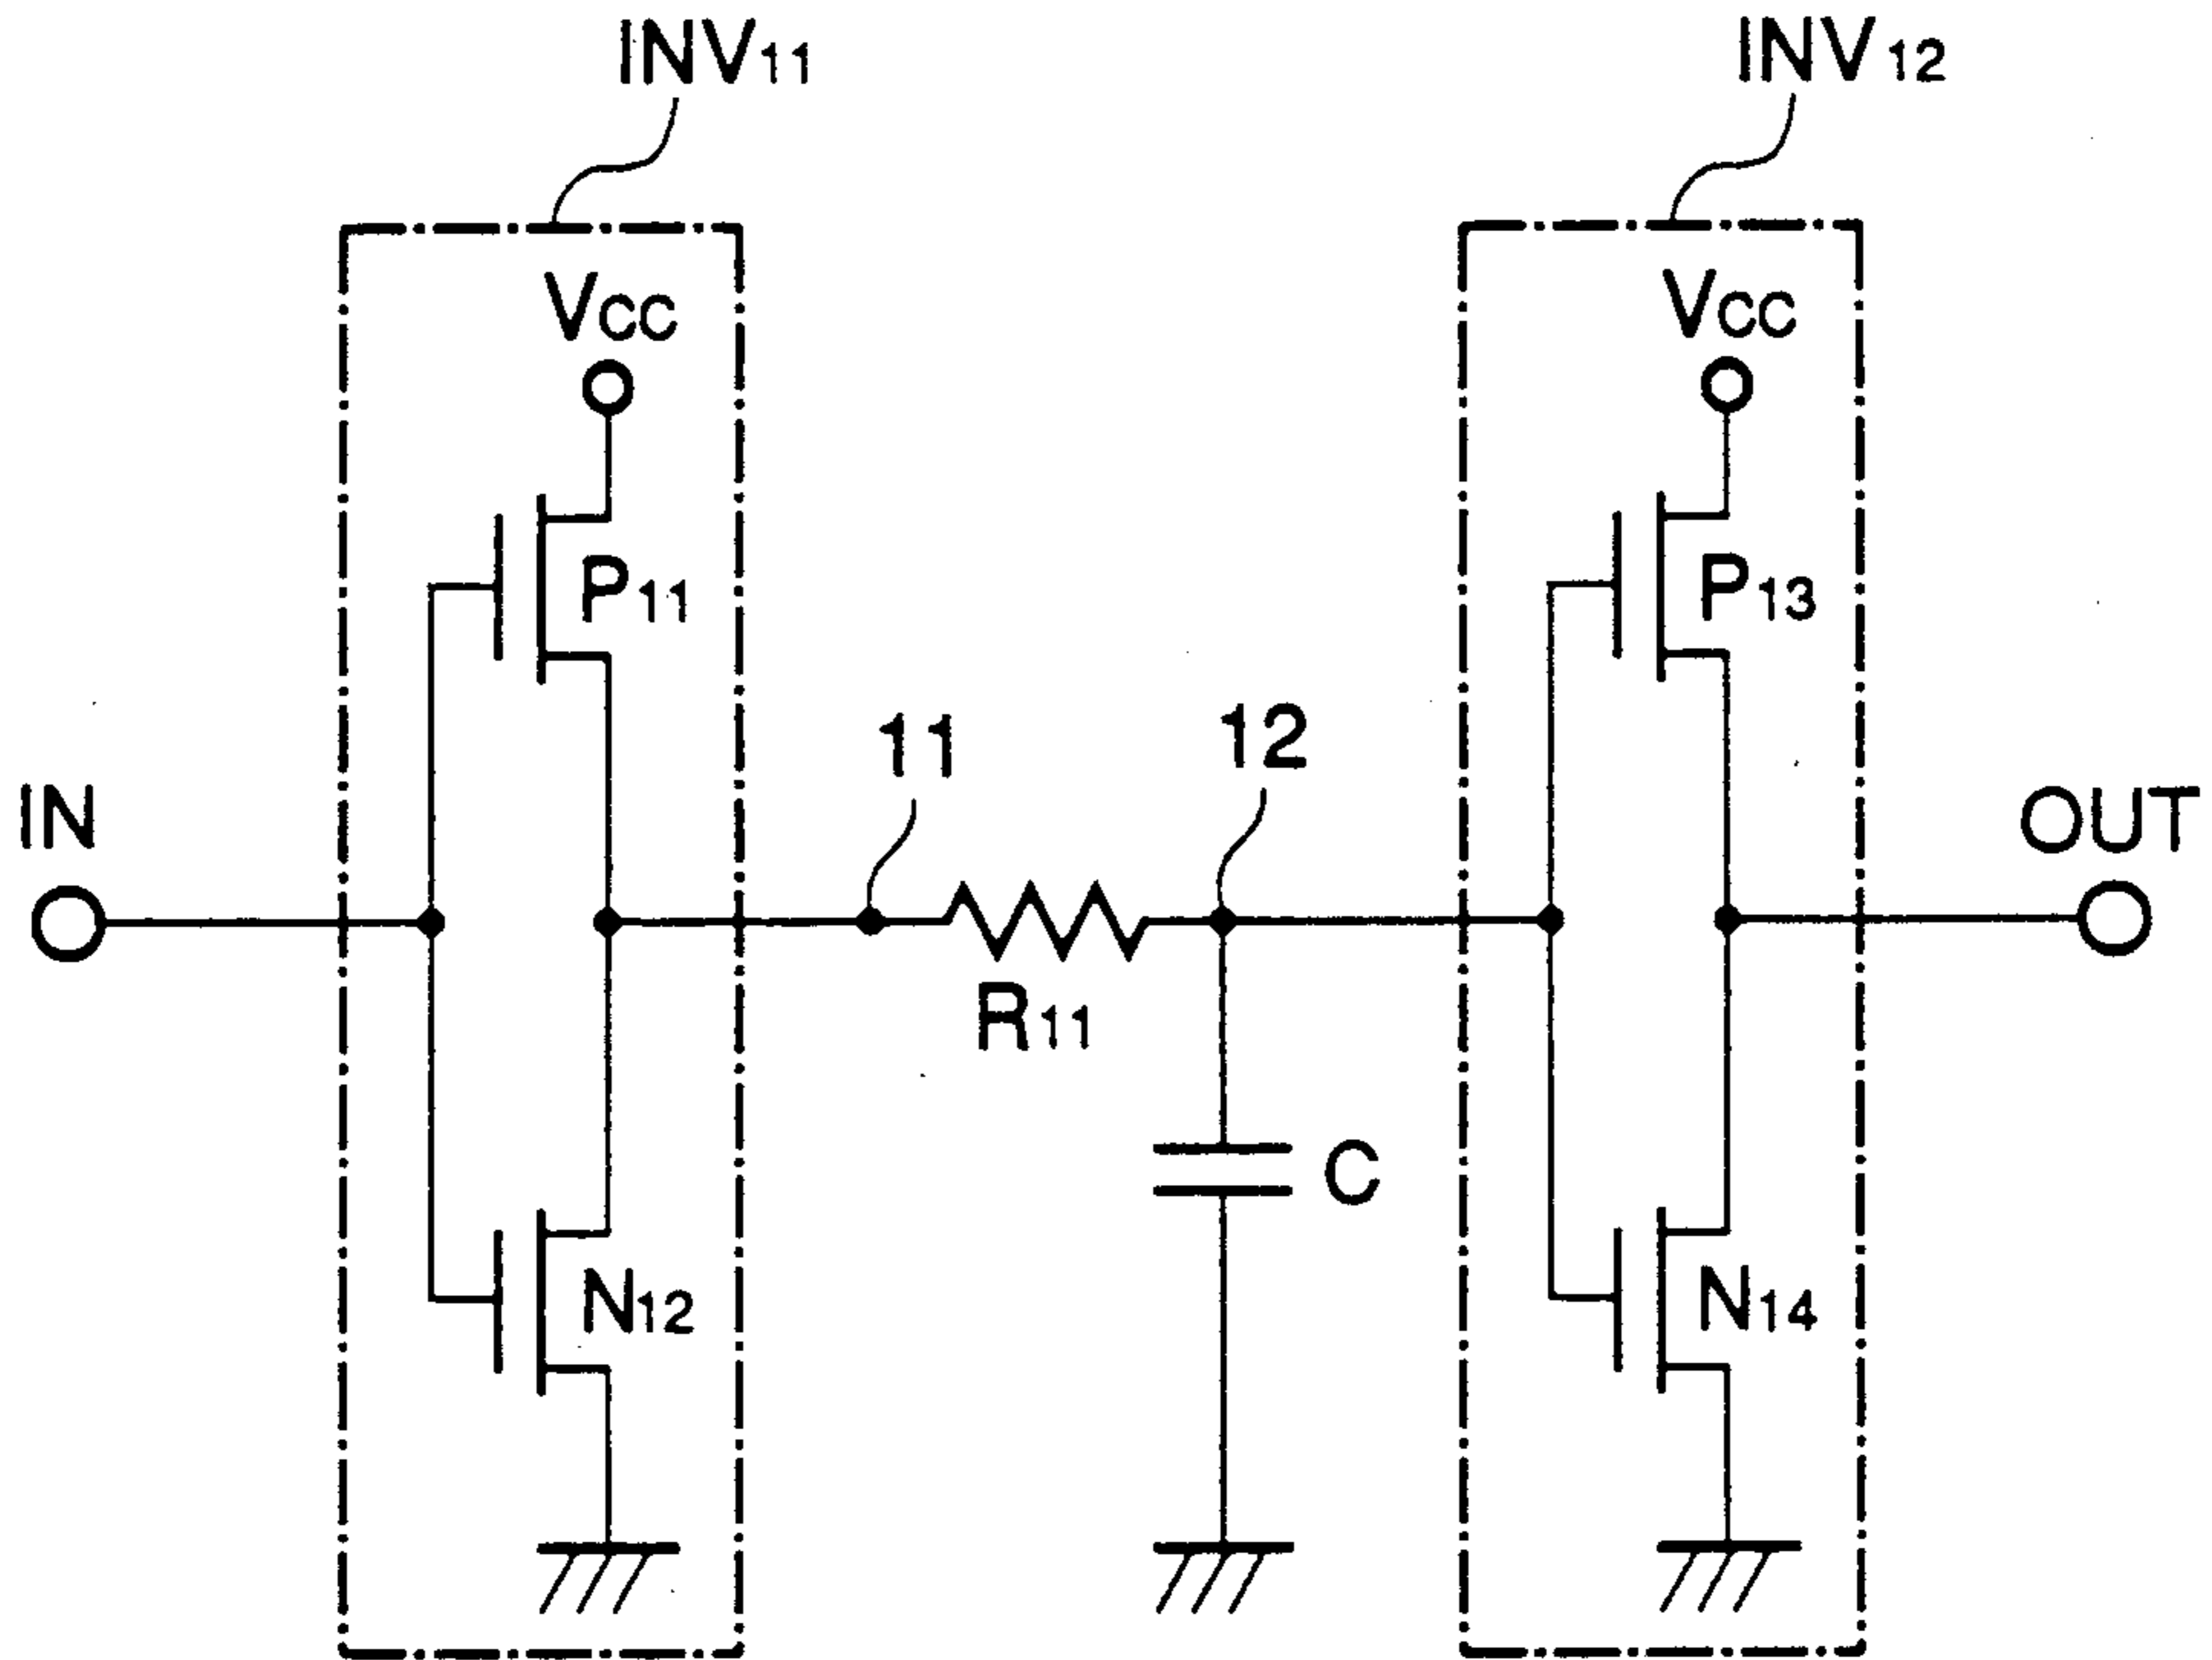 INV11 INV12
VCC VCC
P11 P13
11 12
IN OUT
R11
C
N12 N14